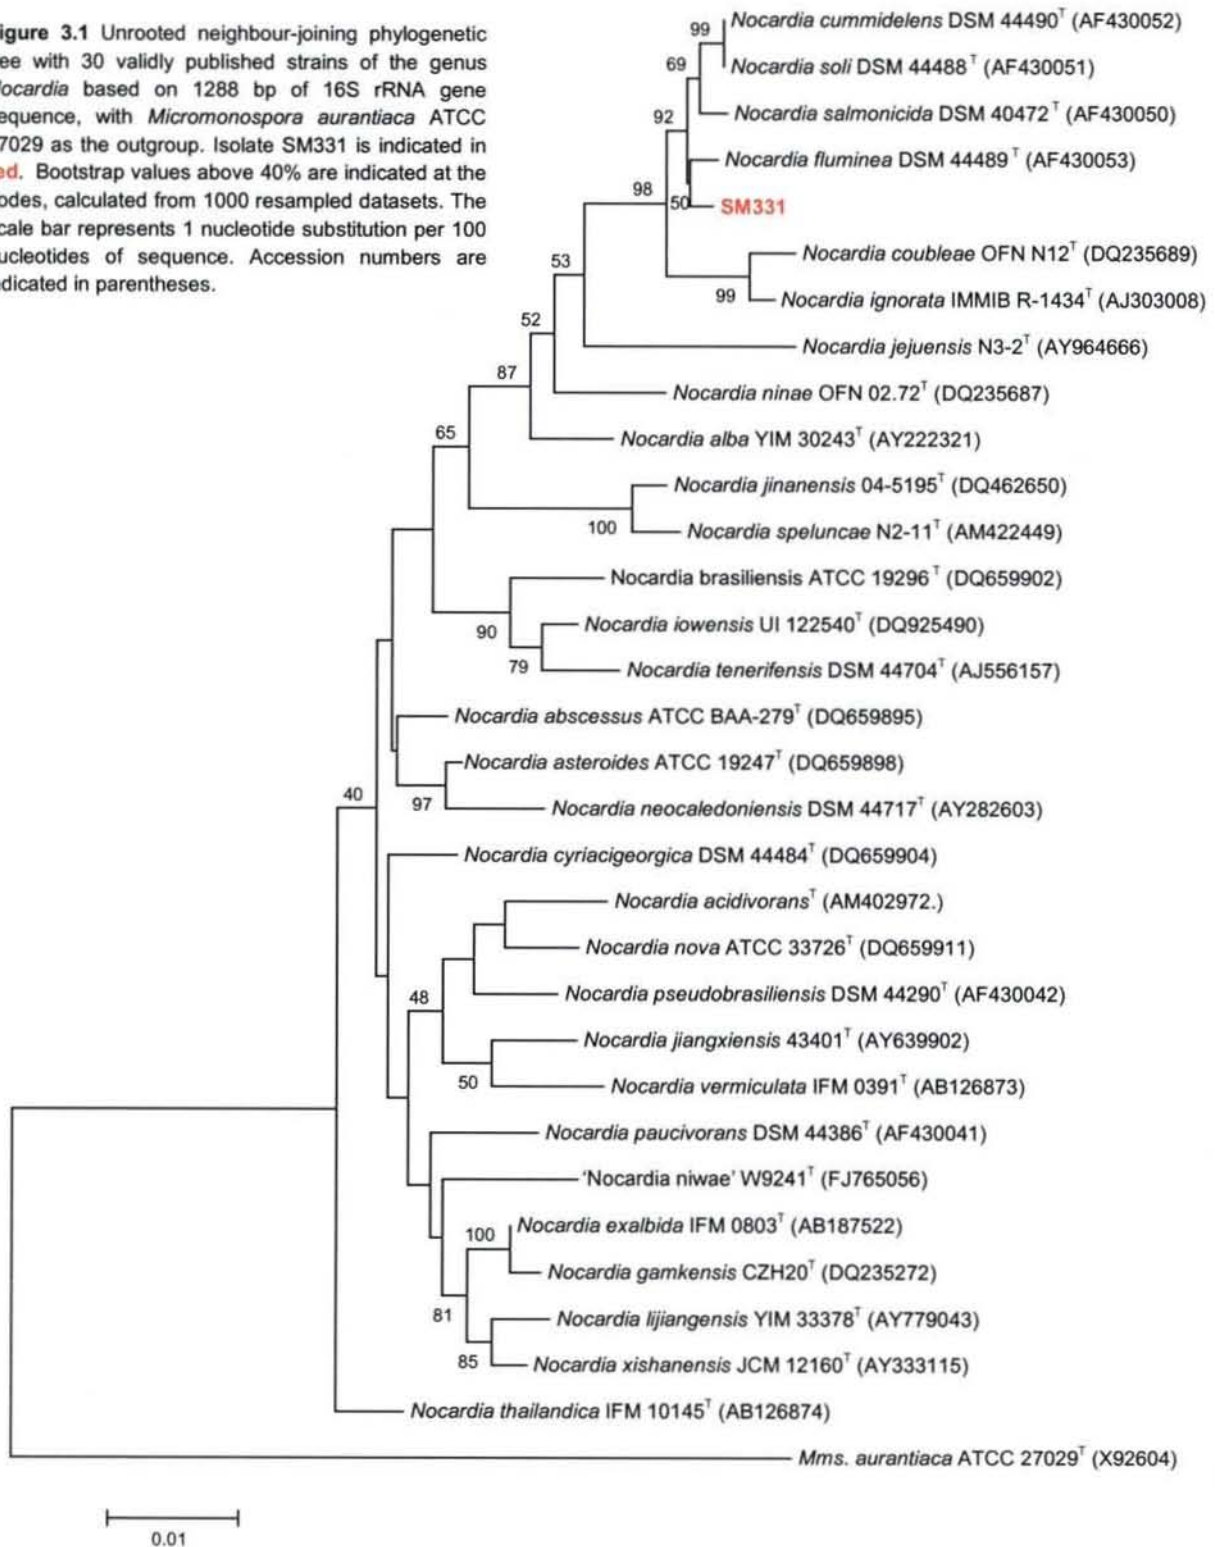 igure 3.1 Unrooted neighbour-joining phylogenetic
ee with 30 validly published strains of the genus
ocardia based on 1288 bp of 16S rRNA gene
equence, with Micromonospora aurantiaca ATCC
7029 as the outgroup. Isolate SM331 is indicated in
ed. Bootstrap values above 40% are indicated at the
odes, calculated from 1000 resampled datasets. The
cale bar represents 1 nucleotide substitution per 100
ucleotides of sequence. Accession numbers are
dicated in parentheses.
99
Nocardia cummidelens DSM 44490T (AF430052)
69
Nocardia soli DSM 44488 T (AF430051)
92
Nocardia salmonicida DSM 40472 T (AF430050)
Nocardia fluminea DSM 44489 T (AF430053)
98
50
SM331
53
Nocardia coubleae OFN N12T (DQ235689)
99
Nocardia ignorata IMMIB R-1434T (AJ303008)
52
Nocardia jejuensis N3-2T (AY964666)
87
Nocardia ninae OFN 02.72T (DQ235687)
65
Nocardia alba YIM 30243T (AY222321)
Nocardia jinanensis 04-5195T (DQ462650)
100
Nocardia speluncae N2-11T (AM422449)
Nocardia brasiliensis ATCC 19296 T (DQ659902)
90
Nocardia iowensis UI 122540T (DQ925490)
79
Nocardia tenerifensis DSM 44704T (AJ556157)
Nocardia abscessus ATCC BAA-279T (DQ659895)
Nocardia asteroides ATCC 19247T (DQ659898)
40
97
Nocardia neocaledoniensis DSM 44717T (AY282603)
Nocardia cyriacigeorgica DSM 44484T (DQ659904)
Nocardia acidivoransT (AM402972.)
Nocardia nova ATCC 33726T (DQ659911)
48
Nocardia pseudobrasiliensis DSM 44290T (AF430042)
Nocardia jiangxiensis 43401T (AY639902)
50
Nocardia vermiculata IFM 0391T (AB126873)
Nocardia paucivorans DSM 44386T (AF430041)
'Nocardia niwae' W9241T (FJ765056)
100
Nocardia exalbida IFM 0803T (AB187522)
Nocardia gamkensis CZH20T (DQ235272)
81
Nocardia lijiangensis YIM 33378T (AY779043)
85
Nocardia xishanensis JCM 12160T (AY333115)
Nocardia thailandica IFM 10145T (AB126874)
Mms. aurantiaca ATCC 27029T (X92604)
0.01